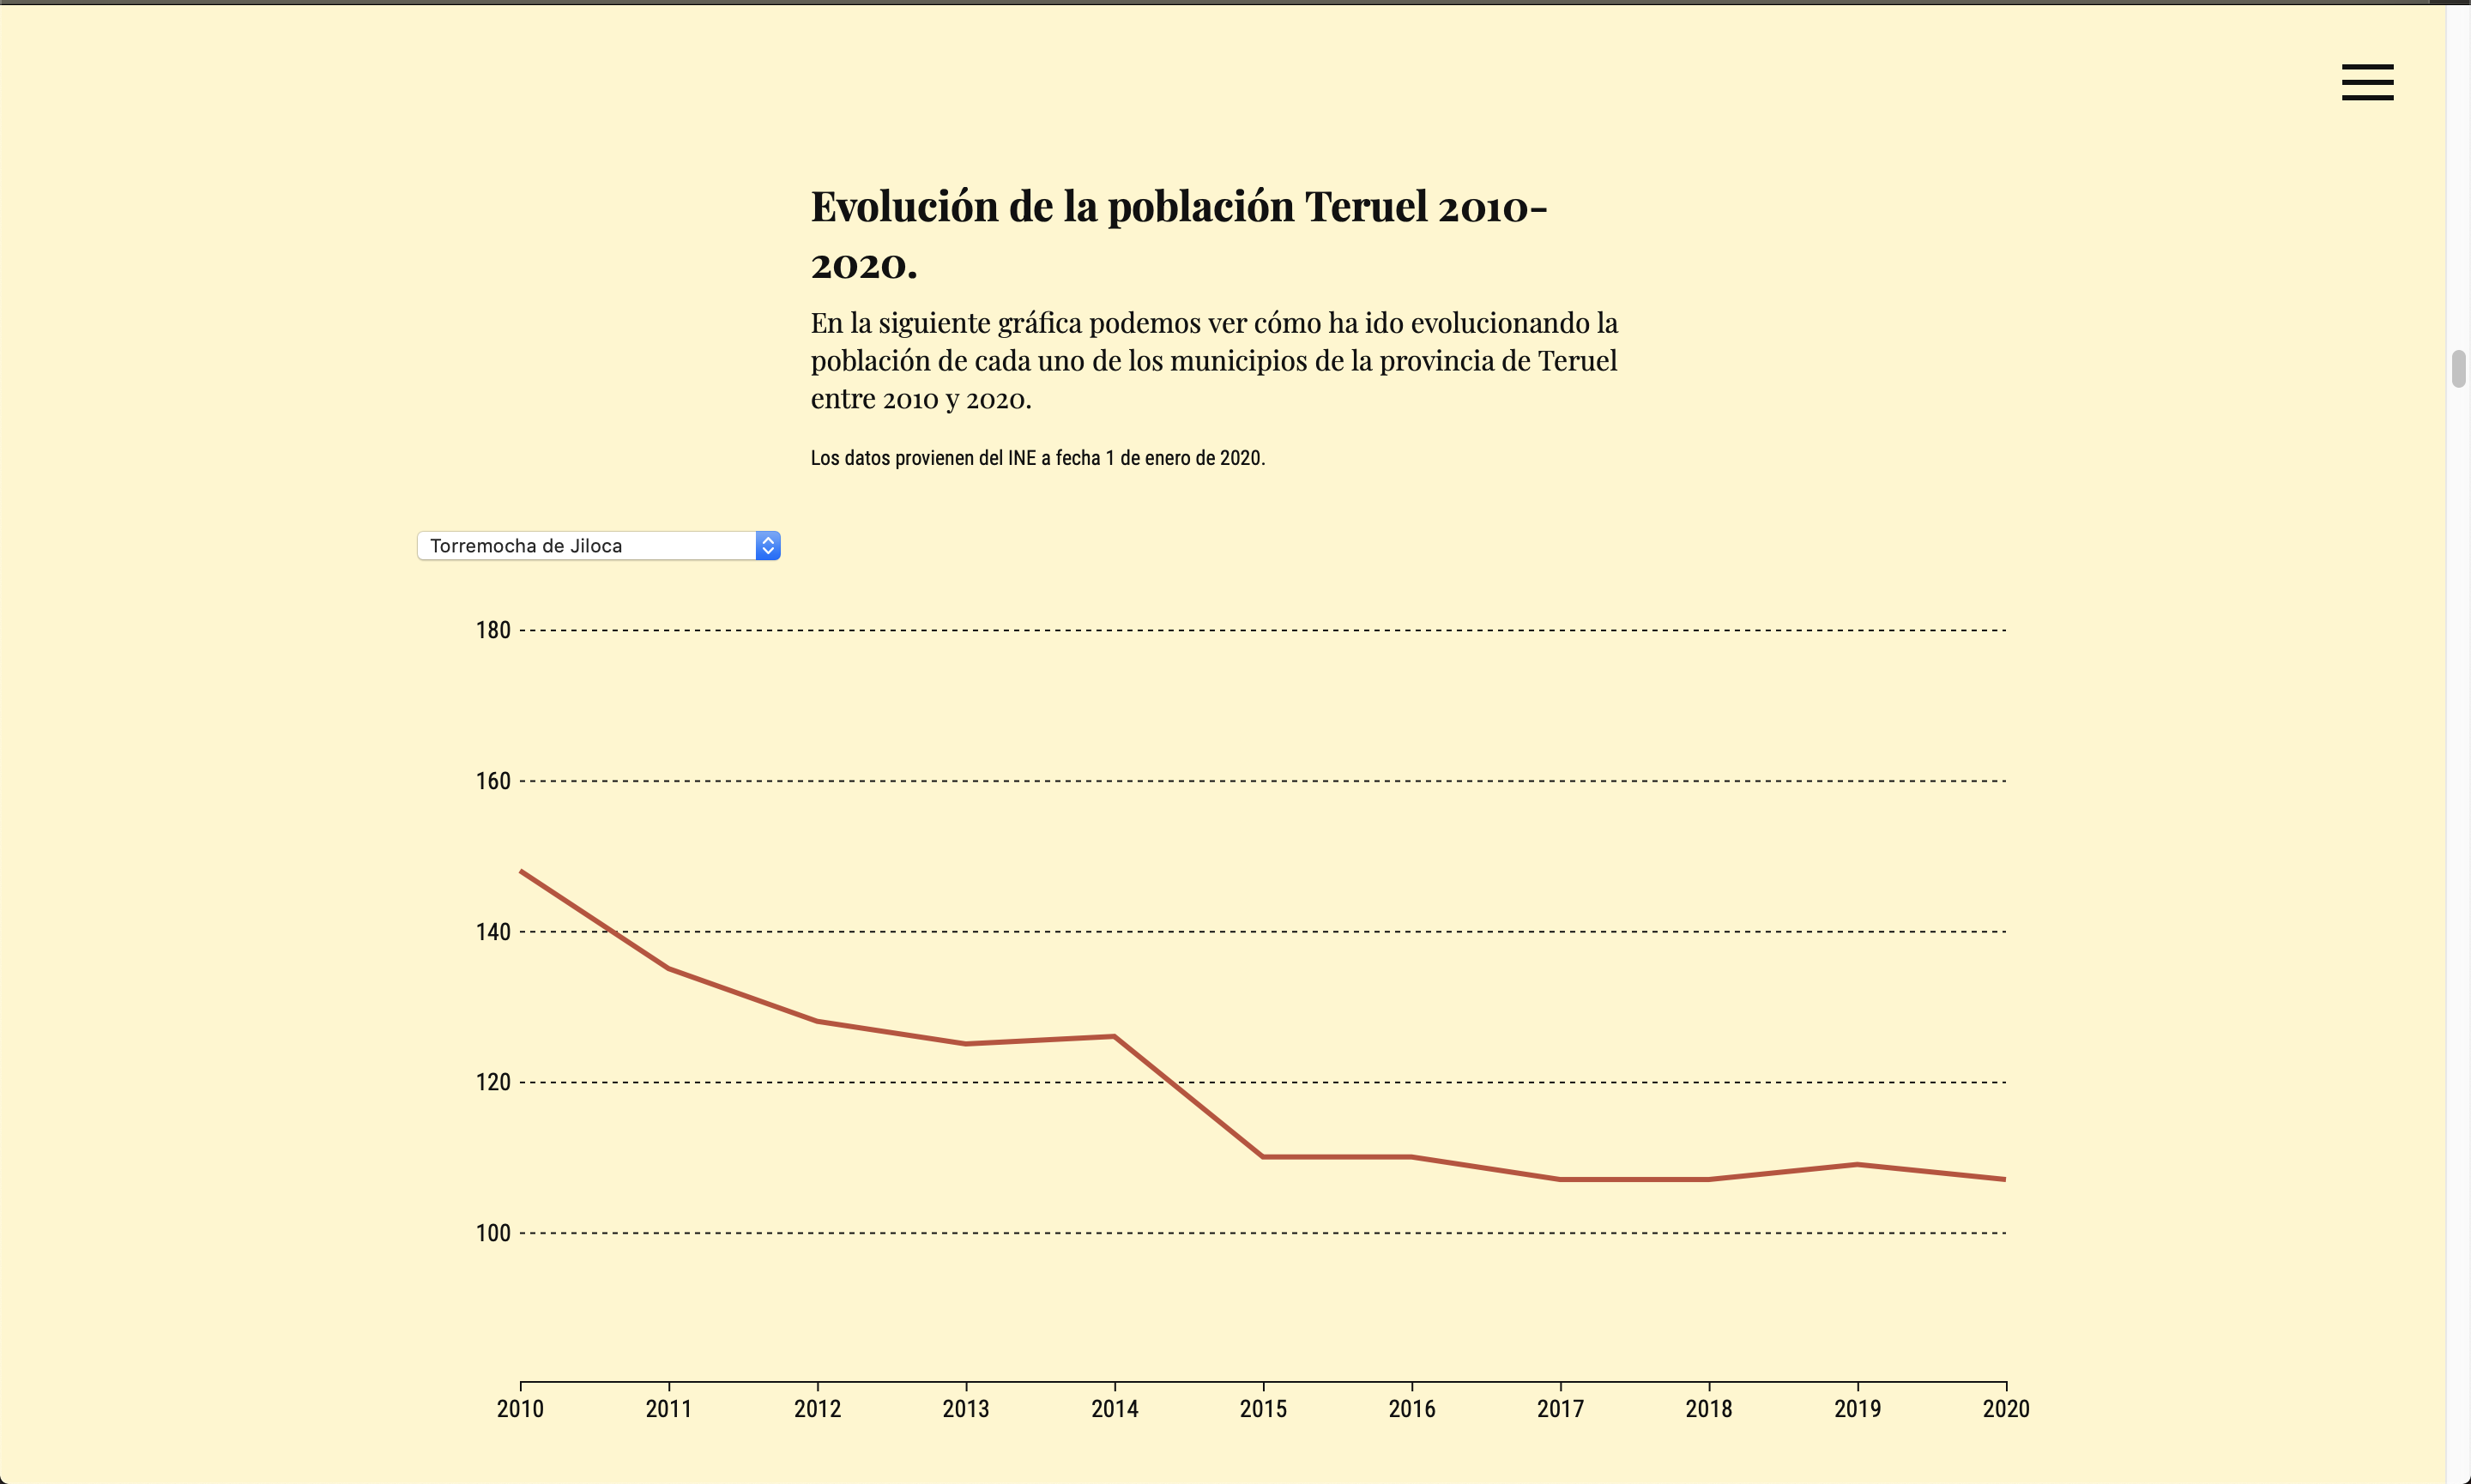 Evolución de la población Teruel 2010-
2020.
En la siguiente gráfica podemos ver cómo ha ido evolucionando la
población de cada uno de los municipios de la provincia de Teruel
entre 2010 y 2020.
Los datos provienen del INE a fecha 1 de enero de 2020.
Torremocha de Jiloca
180
160
140
120
100
2010 2011 2012 2013 2014 2015 2016 2017 2018 2019 2020